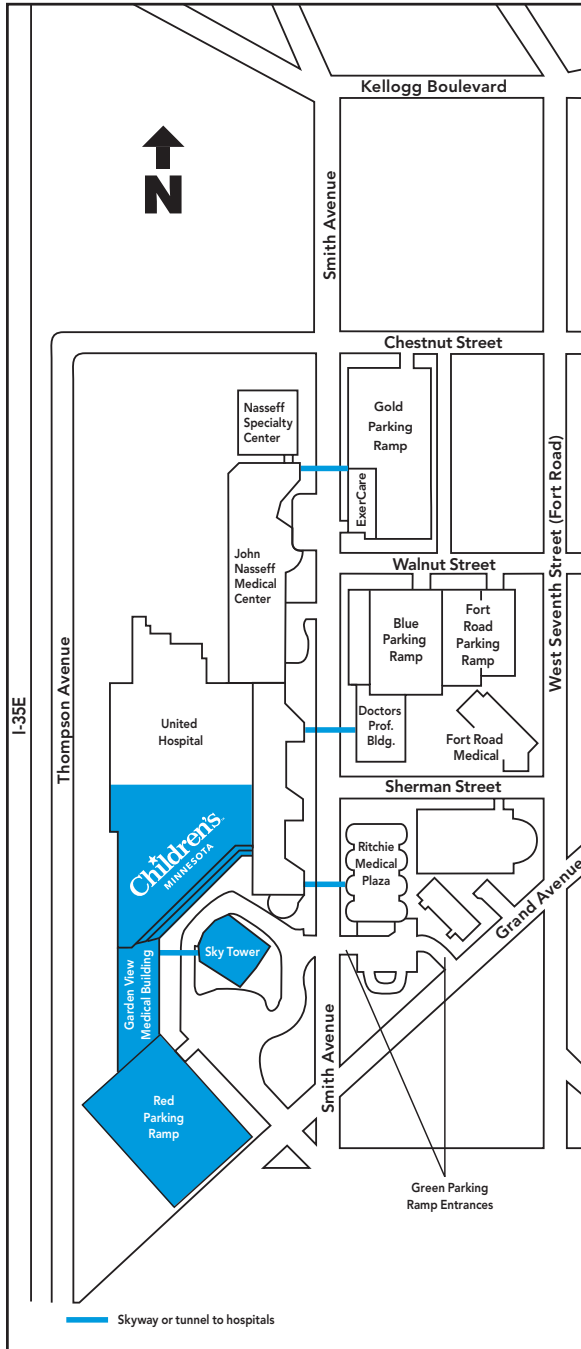 Kellogg Boulevard
N
Smith Avenue
Chestnut Street
Nasseff
Specialty
Center
Gold
Parking
Ramp
ExerCare
West Seventh Street (Fort Road)
John
Nasseff
Medical
Center
Walnut Street
Blue
Parking
Ramp
Fort
Road
Parking
Ramp
I-35E
Thompson Avenue
United
Hospital
Doctors
Prof.
Bldg.
Fort Road
Medical
Sherman Street
Children's™
MINNESOTA
Ritchie
Medical
Plaza
Grand Avenue
Sky Tower
Garden View
Medical Building
Red
Parking
Ramp
Smith Avenue
Green Parking
Ramp Entrances
Skyway or tunnel to hospitals